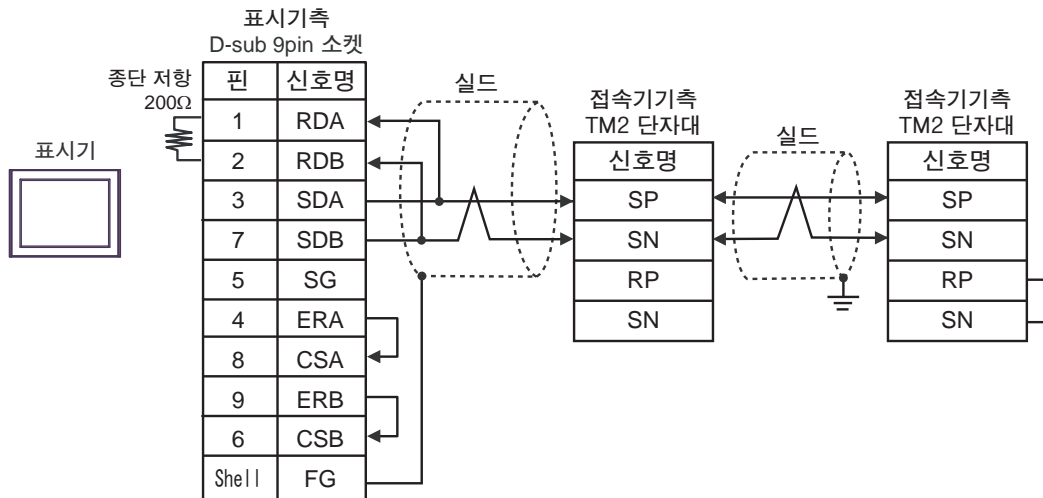 표시기측
D-sub 9pin 소켓
종단 저항
200Ω
표시기
핀 신호명
1 RDA
2 RDB
3 SDA
7 SDB
5 SG
4 ERA
8 CSA
9 ERB
6 CSB
Shell FG
실드
접속기기측
TM2 단자대
신호명
SP
SN
RP
SN
실드
접속기기측
TM2 단자대
신호명
SP
SN
RP
SN